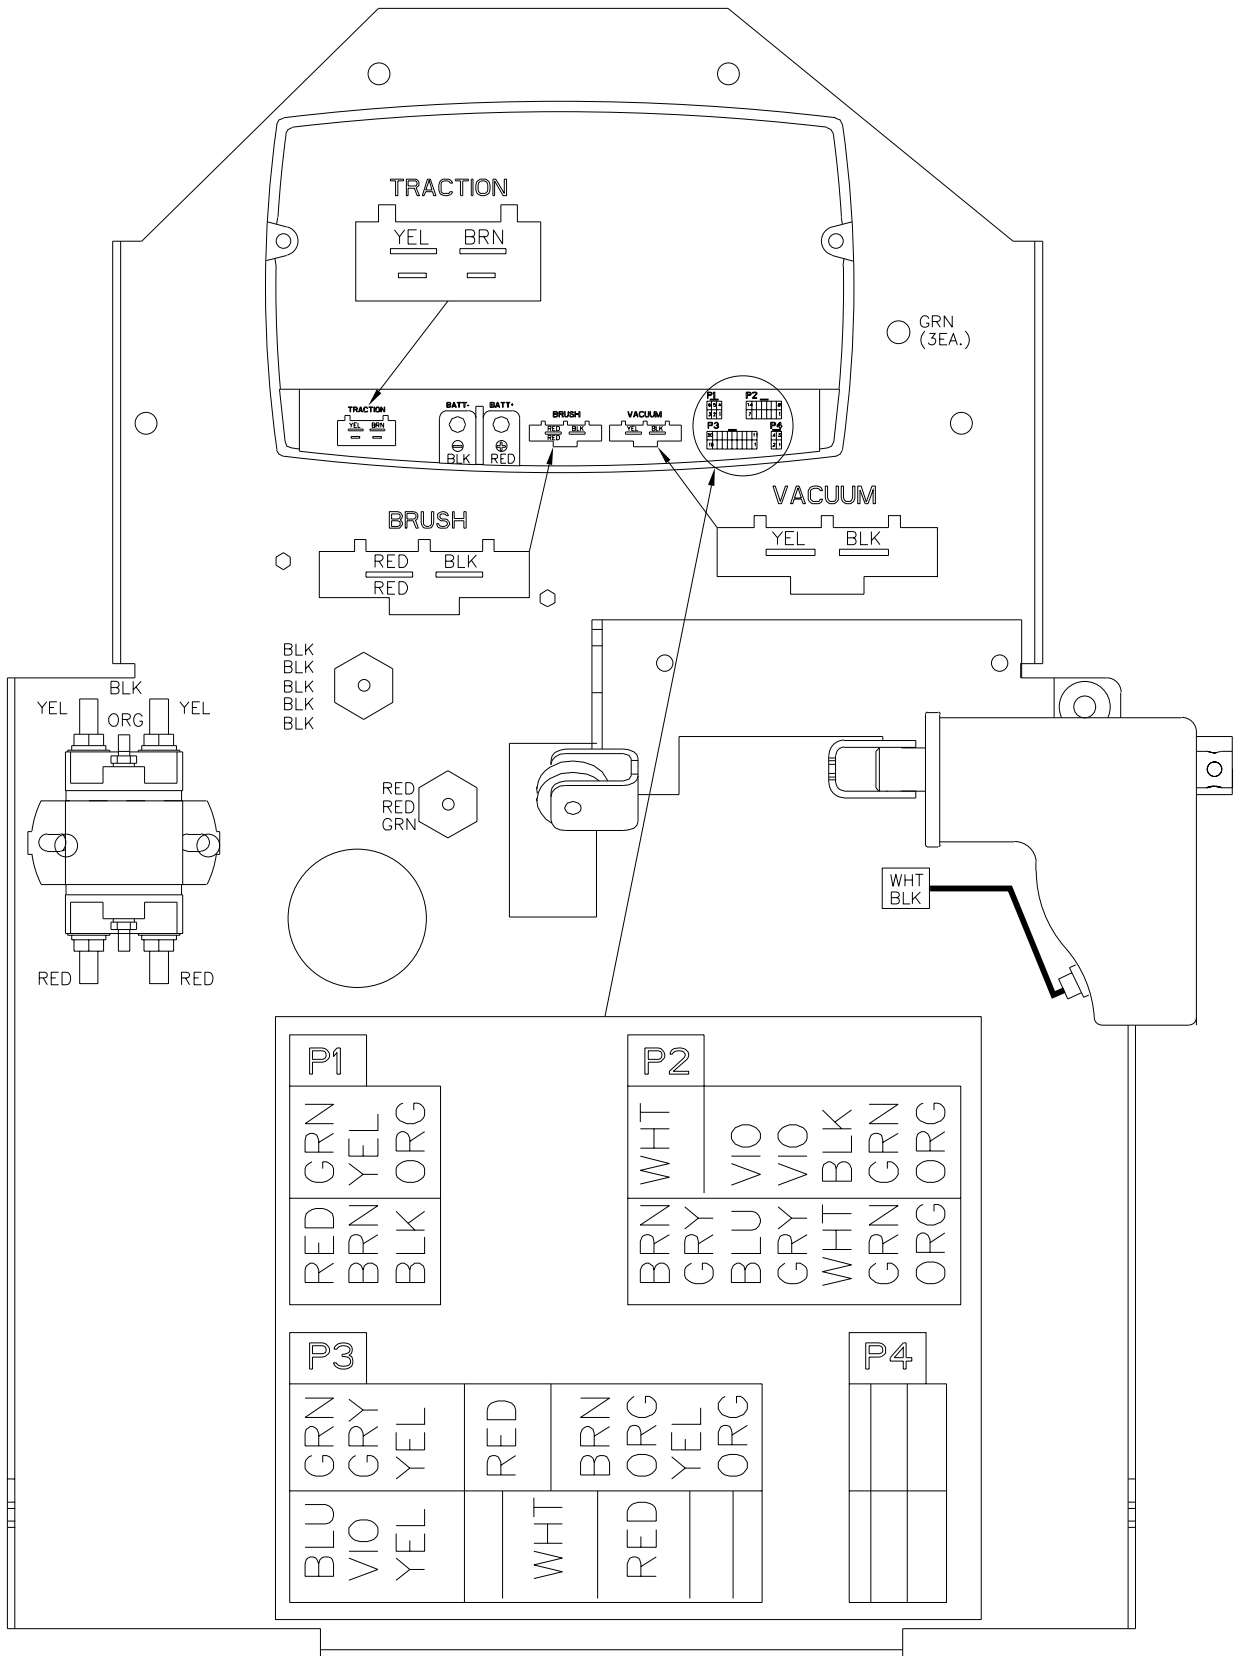 TRACTION
YEL BRN
GRN
(3EA.)
TRACTION
YEL BRN
BATT-
BLK
BATT+
RED
BRUSH
RED BLK
RED
VACUUM
YEL BLK
P1
P2
P3
P4
BRUSH
RED BLK
RED
VACUUM
YEL BLK
BLK
BLK
BLK
BLK
BLK
BLK
YEL ORG YEL
RED
RED
GRN
RED RED
WHT
BLK
P1
GRN YEL ORG
RED BRN BLK
P2
WHT VIO VIO BLK GRN ORG
BRN GRY BLU GRY WHT GRN ORG
P3
GRN GRY YEL RED BRN ORG YEL ORG
BLU VIO YEL WHT RED
P4